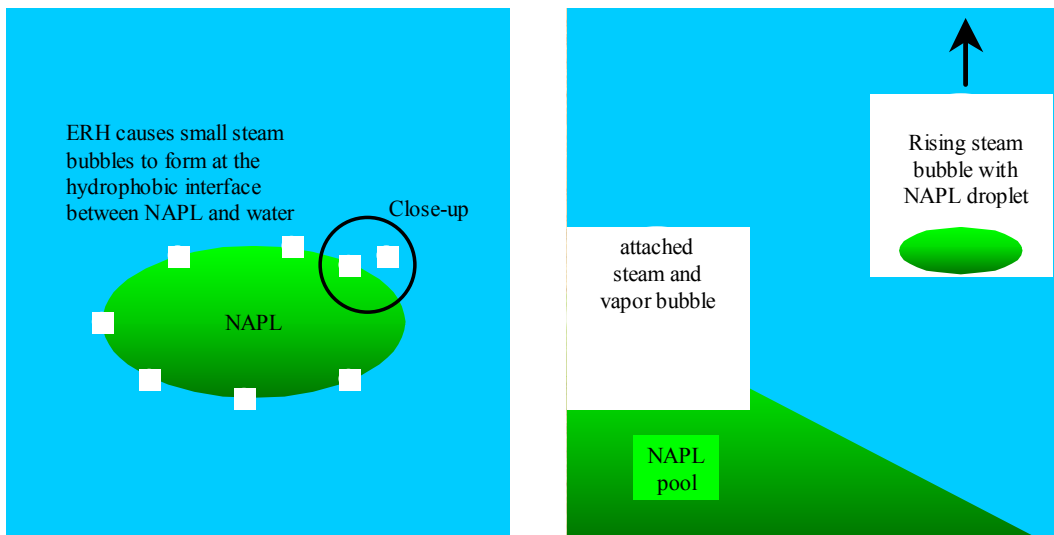 ERH causes small steam
bubbles to form at the
hydrophobic interface
between NAPL and water
Close-up
NAPL
Rising steam
bubble with
NAPL droplet
attached
steam and
vapor bubble
NAPL
pool